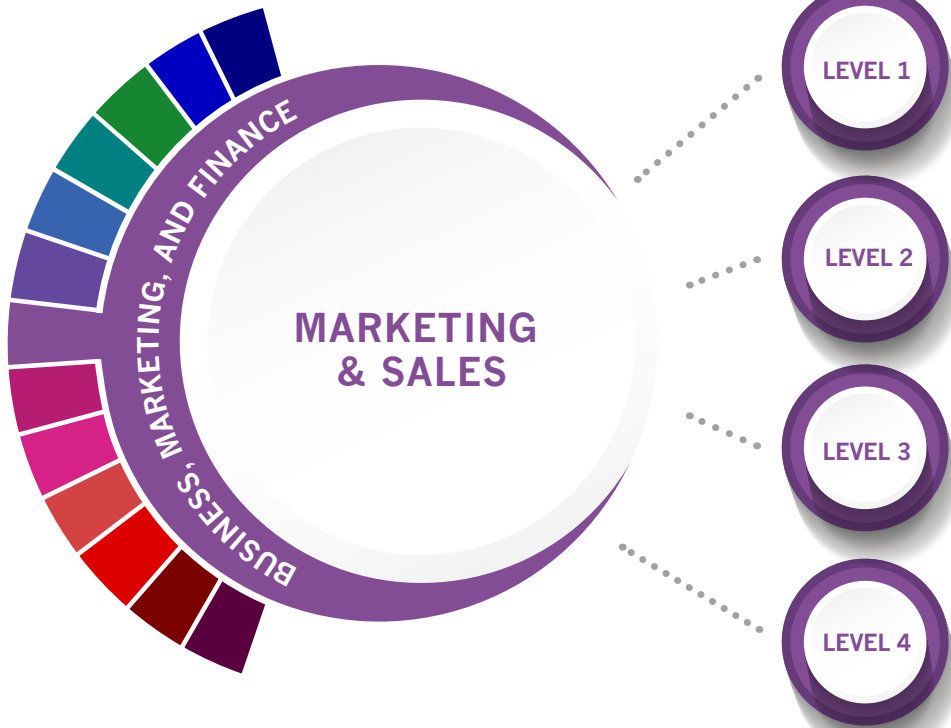 BUSINESS, MARKETING, AND FINANCE
MARKETING
& SALES
LEVEL 1
LEVEL 2
LEVEL 3
LEVEL 4